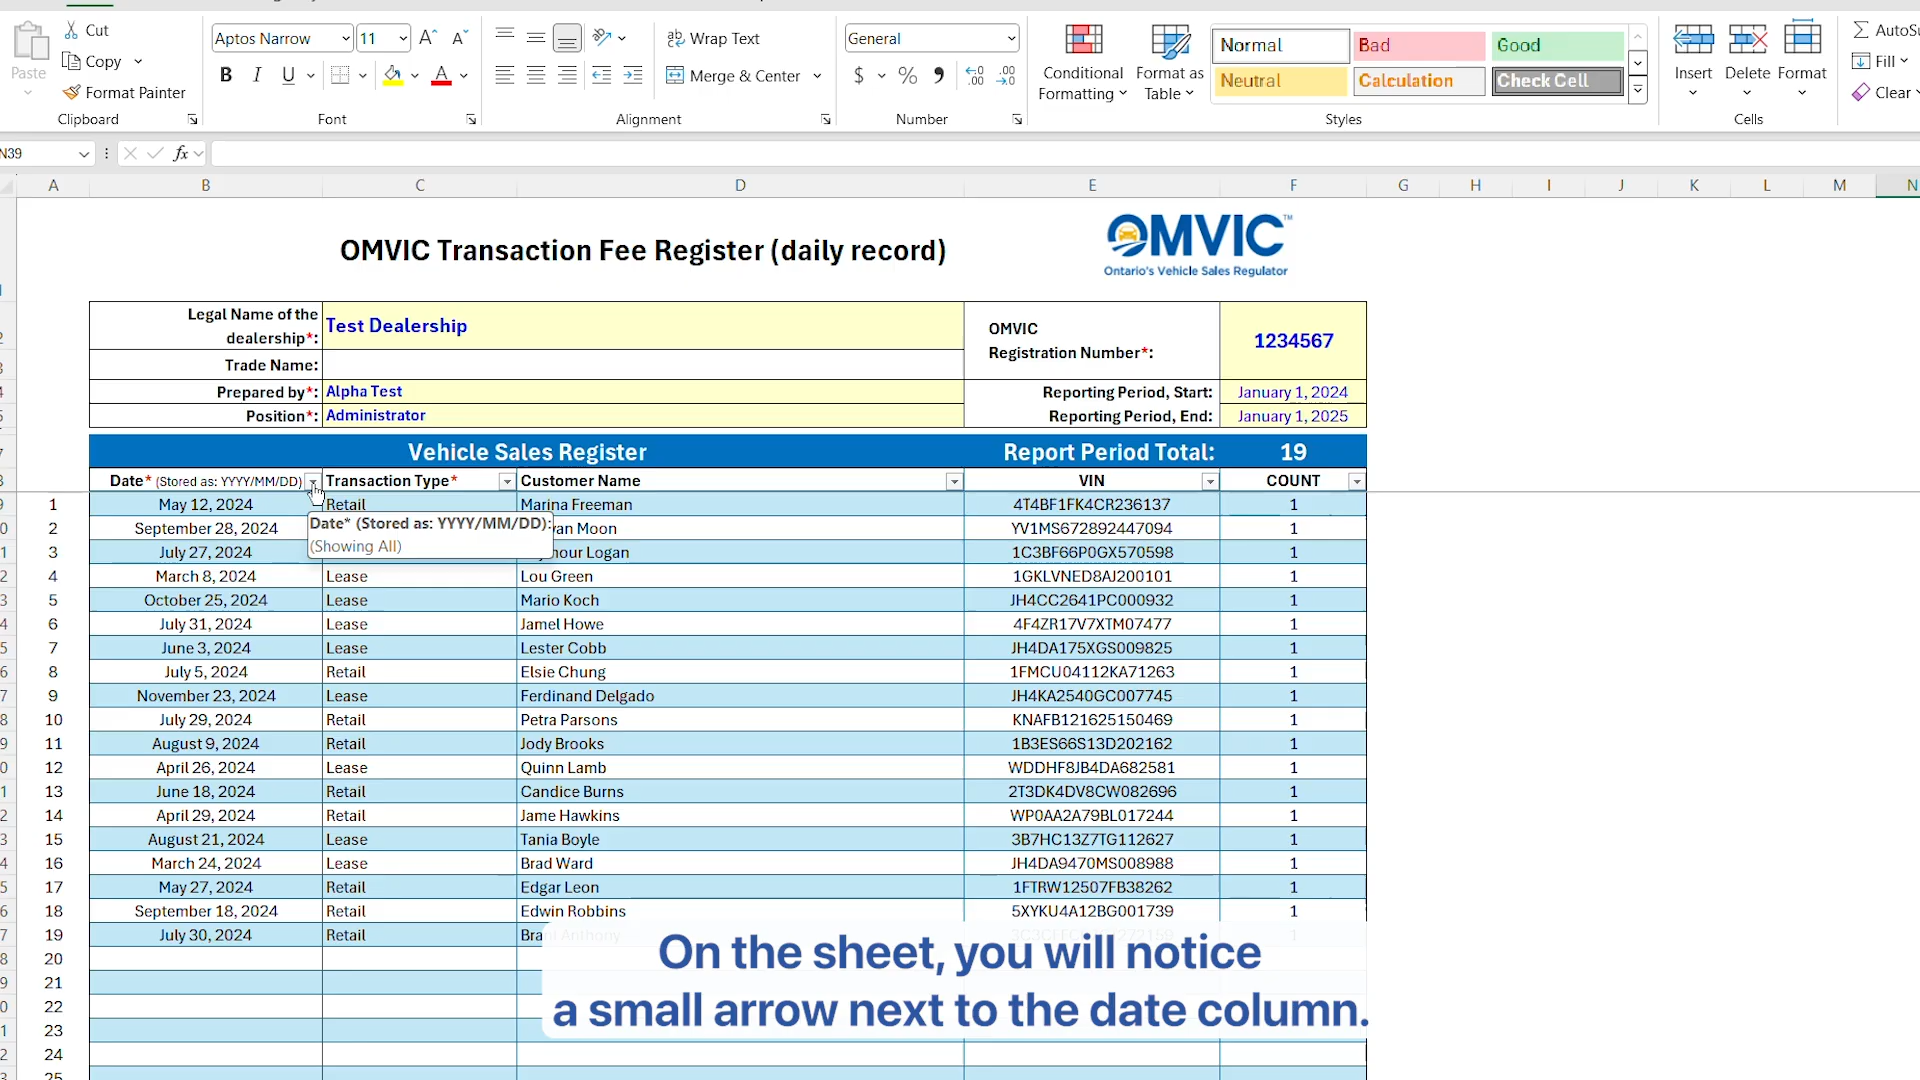 Cut
Aptos Narrow 11 Wrap Text General Normal Bad Good AutoSu
Paste Copy Conditional Formatting Format as Table Insert Delete Format Fill
Format Painter B I U A Merge & Center $ % Neutral Calculation Check Cell Clear
Clipboard Font Alignment Number Styles Cells
N39 fx
A B C D E F G H I J K L M N
OMVIC Transaction Fee Register (daily record)
OMVIC™
Ontario's Vehicle Sales Regulator
Legal Name of the dealership*: Test Dealership OMVIC Registration Number*: 1234567
Trade Name:
Prepared by*: Alpha Test Reporting Period, Start: January 1, 2024
Position*: Administrator Reporting Period, End: January 1, 2025
Vehicle Sales Register Report Period Total: 19
Date* (Stored as: YYYY/MM/DD) Transaction Type* Customer Name VIN COUNT
1 May 12, 2024 Retail Marina Freeman 4T4BF1FK4CR236137 1
Date* (Stored as: YYYY/MM/DD):
(Showing All)
2 September 28, 2024 van Moon YV1MS672892447094 1
3 July 27, 2024 mour Logan 1C3BF66P0GX570598 1
4 March 8, 2024 Lease Lou Green 1GKLVNED8AJ200101 1
5 October 25, 2024 Lease Mario Koch JH4CC2641PC000932 1
6 July 31, 2024 Lease Jamel Howe 4F4ZR17V7XTM07477 1
7 June 3, 2024 Lease Lester Cobb JH4DA175XGS009825 1
8 July 5, 2024 Retail Elsie Chung 1FMCU04112KA71263 1
9 November 23, 2024 Lease Ferdinand Delgado JH4KA2540GC007745 1
10 July 29, 2024 Retail Petra Parsons KNAFB121625150469 1
11 August 9, 2024 Retail Jody Brooks 1B3ES66S13D202162 1
12 April 26, 2024 Lease Quinn Lamb WDDHF8JB4DA682581 1
13 June 18, 2024 Retail Candice Burns 2T3DK4DV8CW082696 1
14 April 29, 2024 Retail Jame Hawkins WP0AA2A79BL017244 1
15 August 21, 2024 Lease Tania Boyle 3B7HC13Z7TG112627 1
16 March 24, 2024 Lease Brad Ward JH4DA9470MS008988 1
17 May 27, 2024 Retail Edgar Leon 1FTRW12507FB38262 1
18 September 18, 2024 Retail Edwin Robbins 5XYKU4A12BG001739 1
19 July 30, 2024 Retail Anthony 1
20
21
22
23
24
25
On the sheet, you will notice
a small arrow next to the date column.